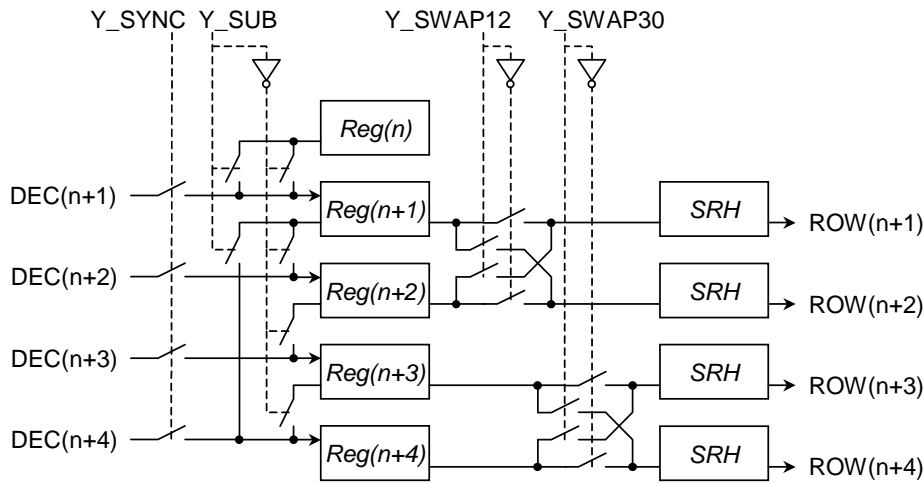 Y_SYNC Y_SUB Y_SWAP12 Y_SWAP30
Reg(n)
DEC(n+1) Reg(n+1) SRH ROW(n+1)
DEC(n+2) Reg(n+2) SRH ROW(n+2)
DEC(n+3) Reg(n+3) SRH ROW(n+3)
DEC(n+4) Reg(n+4) SRH ROW(n+4)